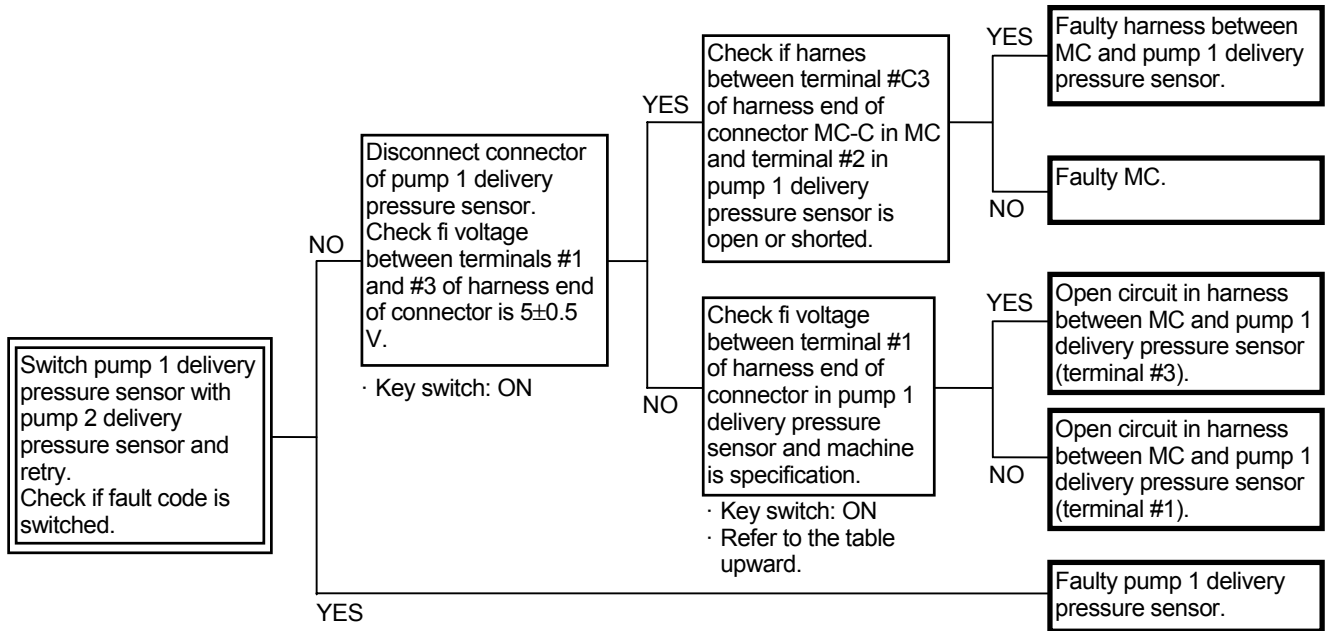 Switch pump 1 delivery
pressure sensor with
pump 2 delivery
pressure sensor and
retry.
Check if fault code is
switched.
NO
YES
Disconnect connector
of pump 1 delivery
pressure sensor.
Check fi voltage
between terminals #1
and #3 of harness end
of connector is 5±0.5
V.
· Key switch: ON
YES
NO
Check if harnes
between terminal #C3
of harness end of
connector MC-C in MC
and terminal #2 in
pump 1 delivery
pressure sensor is
open or shorted.
Check fi voltage
between terminal #1
of harness end of
connector in pump 1
delivery pressure
sensor and machine
is specification.
· Key switch: ON
· Refer to the table
upward.
YES
Faulty harness between
MC and pump 1 delivery
pressure sensor.
NO
Faulty MC.
YES
Open circuit in harness
between MC and pump 1
delivery pressure sensor
(terminal #3).
NO
Open circuit in harness
between MC and pump 1
delivery pressure sensor
(terminal #1).
Faulty pump 1 delivery
pressure sensor.